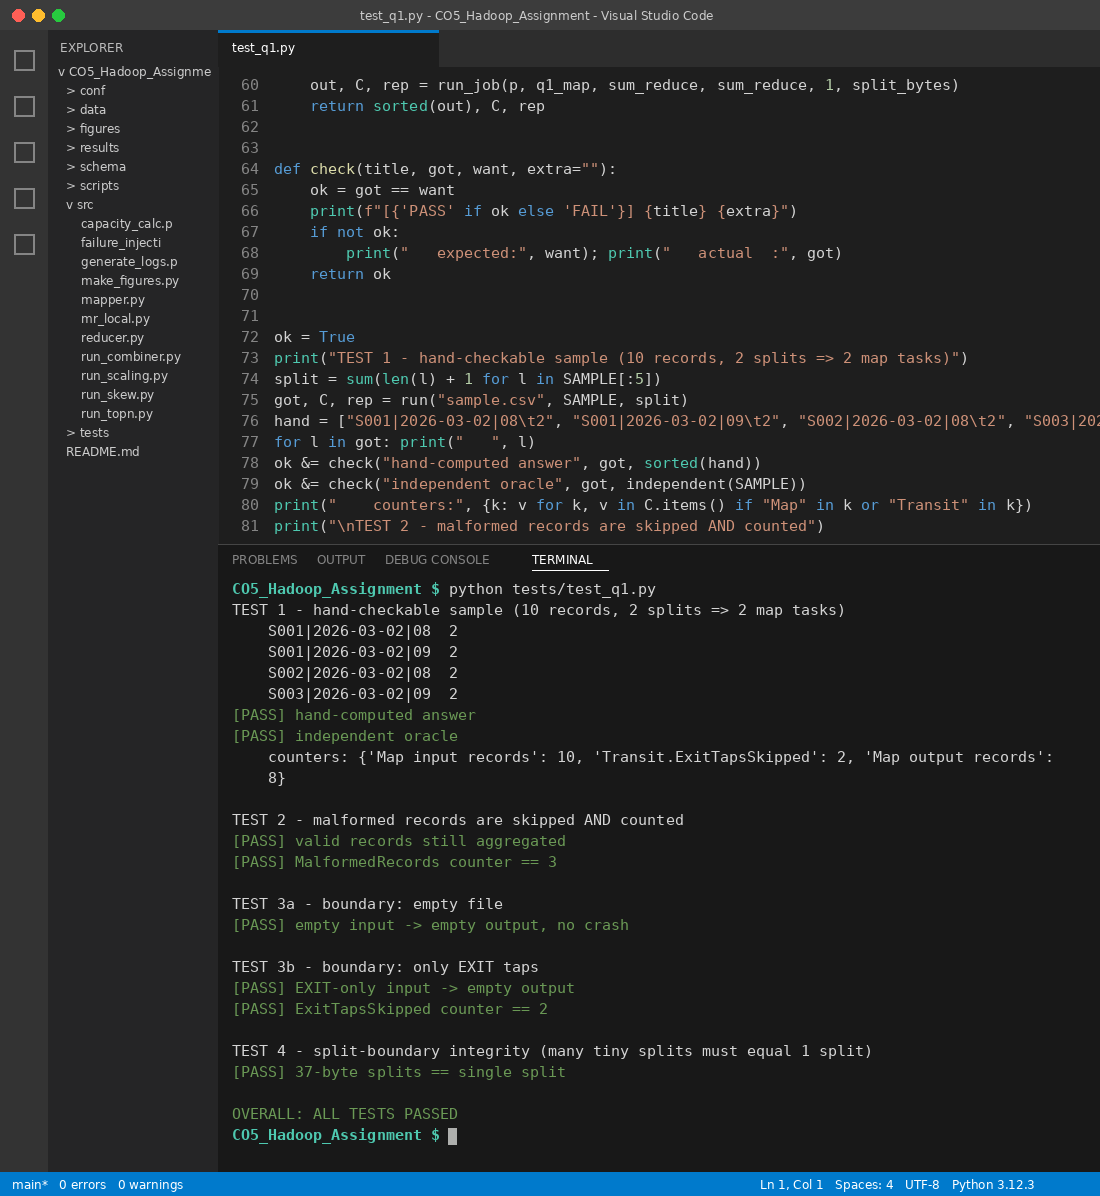 test_q1.py - CO5_Hadoop_Assignment - Visual Studio Code
EXPLORER
v CO5_Hadoop_Assignme
> conf
> data
> figures
> results
> schema
> scripts
v src
capacity_calc.p
failure_injecti
generate_logs.p
make_figures.py
mapper.py
mr_local.py
reducer.py
run_combiner.py
run_scaling.py
run_skew.py
run_topn.py
> tests
README.md
test_q1.py
60     out, C, rep = run_job(p, q1_map, sum_reduce, sum_reduce, 1, split_bytes)
61     return sorted(out), C, rep
62
63
64 def check(title, got, want, extra=""):
65     ok = got == want
66     print(f"[{'PASS' if ok else 'FAIL'}] {title} {extra}")
67     if not ok:
68         print("   expected:", want); print("   actual  :", got)
69     return ok
70
71
72 ok = True
73 print("TEST 1 - hand-checkable sample (10 records, 2 splits => 2 map tasks)")
74 split = sum(len(l) + 1 for l in SAMPLE[:5])
75 got, C, rep = run("sample.csv", SAMPLE, split)
76 hand = ["S001|2026-03-02|08\t2", "S001|2026-03-02|09\t2", "S002|2026-03-02|08\t2", "S003|202
77 for l in got: print("   ", l)
78 ok &= check("hand-computed answer", got, sorted(hand))
79 ok &= check("independent oracle", got, independent(SAMPLE))
80 print("    counters:", {k: v for k, v in C.items() if "Map" in k or "Transit" in k})
81 print("\nTEST 2 - malformed records are skipped AND counted")
PROBLEMS OUTPUT DEBUG CONSOLE TERMINAL
CO5_Hadoop_Assignment $ python tests/test_q1.py
TEST 1 - hand-checkable sample (10 records, 2 splits => 2 map tasks)
    S001|2026-03-02|08  2
    S001|2026-03-02|09  2
    S002|2026-03-02|08  2
    S003|2026-03-02|09  2
[PASS] hand-computed answer
[PASS] independent oracle
    counters: {'Map input records': 10, 'Transit.ExitTapsSkipped': 2, 'Map output records':
    8}
TEST 2 - malformed records are skipped AND counted
[PASS] valid records still aggregated
[PASS] MalformedRecords counter == 3
TEST 3a - boundary: empty file
[PASS] empty input -> empty output, no crash
TEST 3b - boundary: only EXIT taps
[PASS] EXIT-only input -> empty output
[PASS] ExitTapsSkipped counter == 2
TEST 4 - split-boundary integrity (many tiny splits must equal 1 split)
[PASS] 37-byte splits == single split
OVERALL: ALL TESTS PASSED
CO5_Hadoop_Assignment $
main* 0 errors 0 warnings Ln 1, Col 1 Spaces: 4 UTF-8 Python 3.12.3